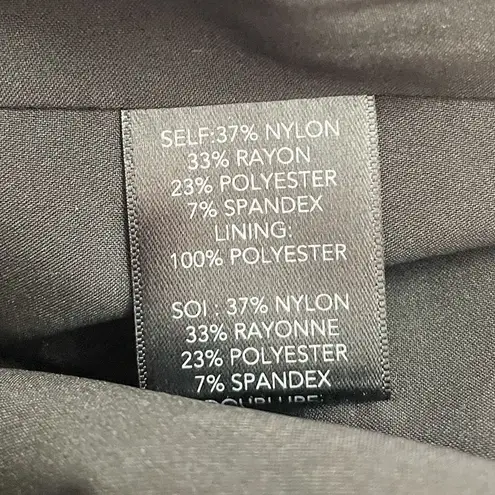 SELF:37% NYLON
33% RAYON
23% POLYESTER
7% SPANDEX
LINING:
100% POLYESTER
SOI : 37% NYLON
33% RAYONNE
23% POLYESTER
7% SPANDEX
DOUBLURE: